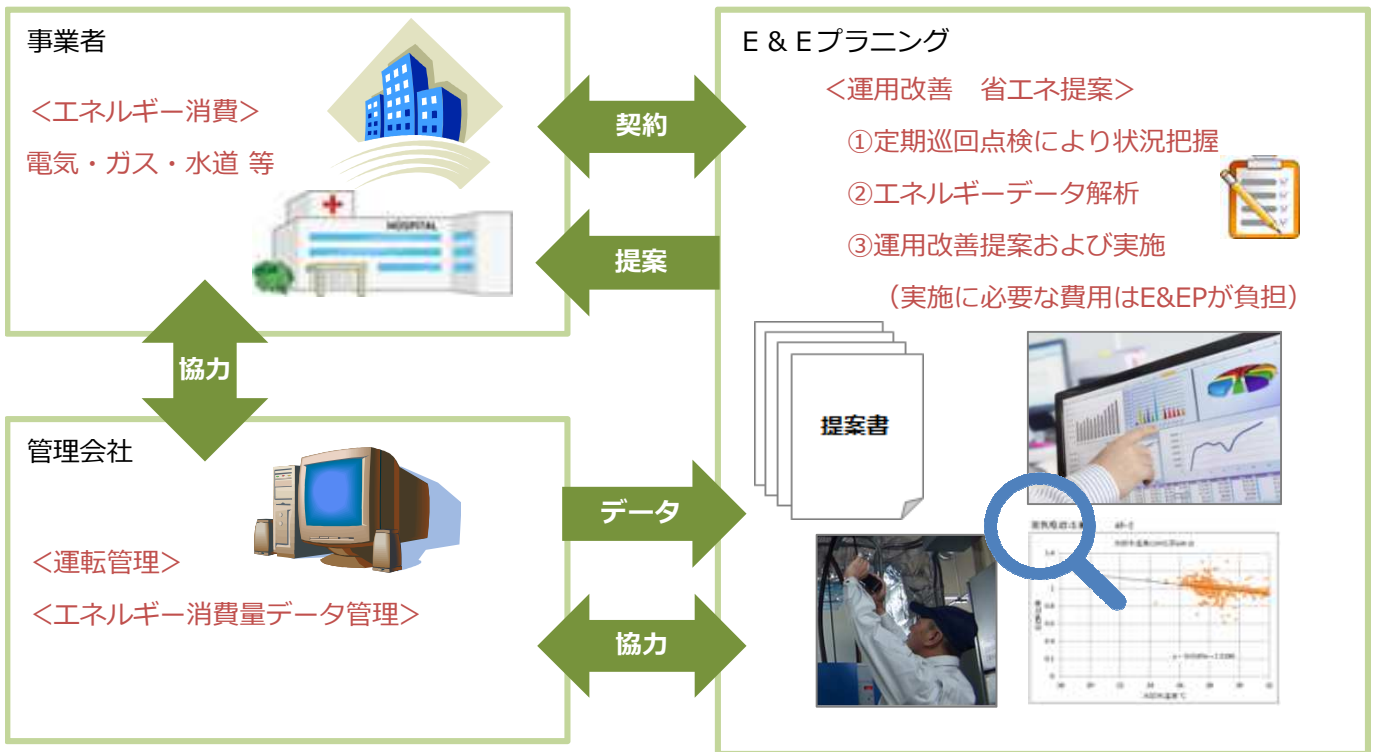 事業者
＜エネルギー消費＞
電気・ガス・水道 等
HOSPITAL
契約
提案
協力
E & Eプラニング
＜運用改善　省エネ提案＞
①定期巡回点検により状況把握
②エネルギーデータ解析
③運用改善提案および実施
（実施に必要な費用はE&EPが負担）
提案書
管理会社
＜運転管理＞
＜エネルギー消費量データ管理＞
データ
協力